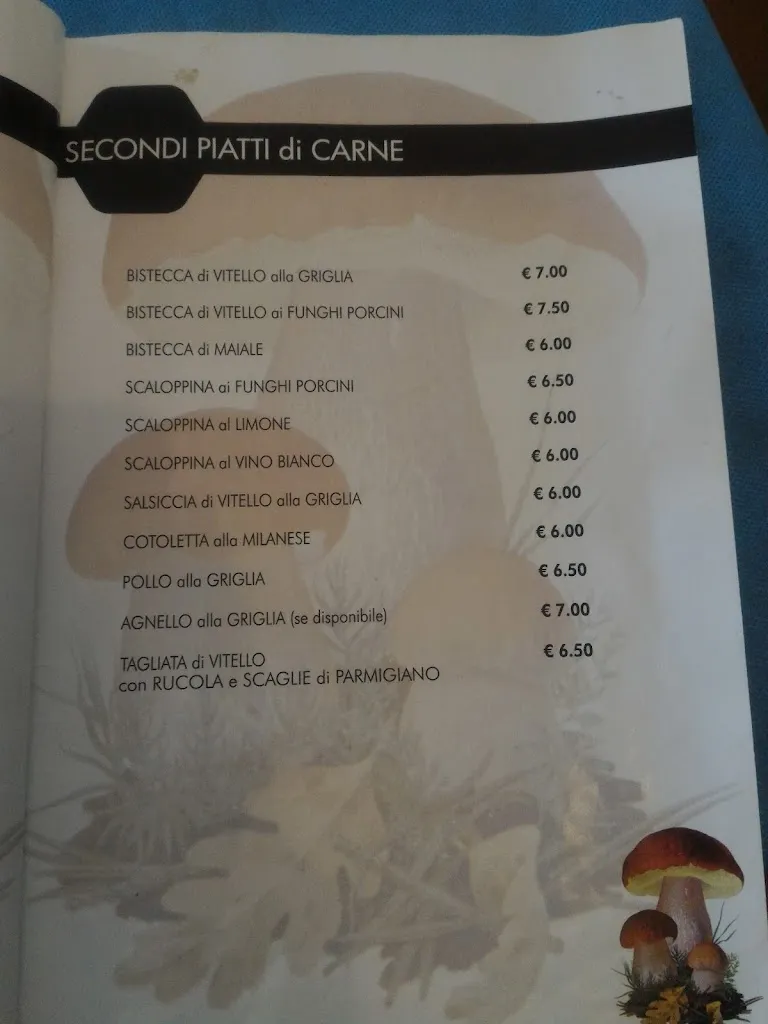 SECONDI PIATTI di CARNE
BISTECCA di VITELLO alla GRIGLIA € 7.00
BISTECCA di VITELLO ai FUNGHI PORCINI € 7.50
BISTECCA di MAIALE € 6.00
SCALOPPINA ai FUNGHI PORCINI € 6.50
SCALOPPINA al LIMONE € 6.00
SCALOPPINA al VINO BIANCO € 6.00
SALSICCIA di VITELLO alla GRIGLIA € 6.00
COTOLETTA alla MILANESE € 6.00
POLLO alla GRIGLIA € 6.50
AGNELLO alla GRIGLIA (se disponibile) € 7.00
TAGLIATA di VITELLO € 6.50
con RUCOLA e SCAGLIE di PARMIGIANO